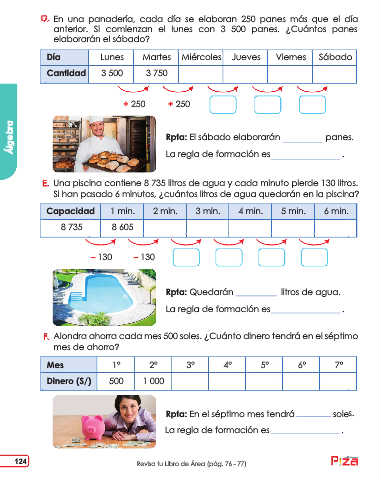 D. En una panadería, cada día se elaboran 250 panes más que el día
anterior. Si comienzan el lunes con 3 500 panes. ¿Cuántos panes
elaborarán el sábado?
Día Lunes Martes Miércoles Jueves Viernes Sábado
Cantidad 3 500 3 750
+ 250 + 250
Álgebra
Rpta: El sábado elaborarán panes.
La regla de formación es .
E. Una piscina contiene 8 735 litros de agua y cada minuto pierde 130 litros.
Si han pasado 6 minutos, ¿cuántos litros de agua quedarán en la piscina?
Capacidad 1 min. 2 min. 3 min. 4 min. 5 min. 6 min.
8 735 8 605
– 130 – 130
Rpta: Quedarán litros de agua.
La regla de formación es .
F. Alondra ahorra cada mes 500 soles. ¿Cuánto dinero tendrá en el séptimo
mes de ahorro?
Mes 1° 2° 3° 4° 5° 6° 7°
Dinero (S/) 500 1 000
Rpta: En el séptimo mes tendrá soles.
La regla de formación es .
124
Revisa tu Libro de Área (pág. 76 - 77)